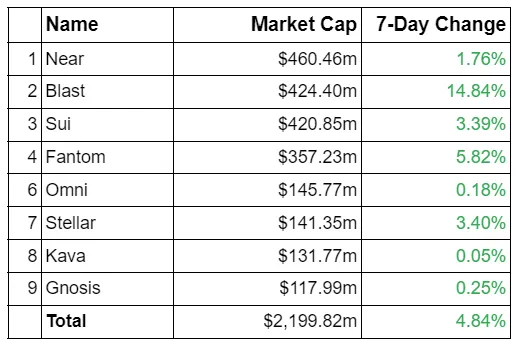 Name Market Cap 7-Day Change
1 Near $460.46m 1.76%
2 Blast $424.40m 14.84%
3 Sui $420.85m 3.39%
4 Fantom $357.23m 5.82%
6 Omni $145.77m 0.18%
7 Stellar $141.35m 3.40%
8 Kava $131.77m 0.05%
9 Gnosis $117.99m 0.25%
Total $2,199.82m 4.84%